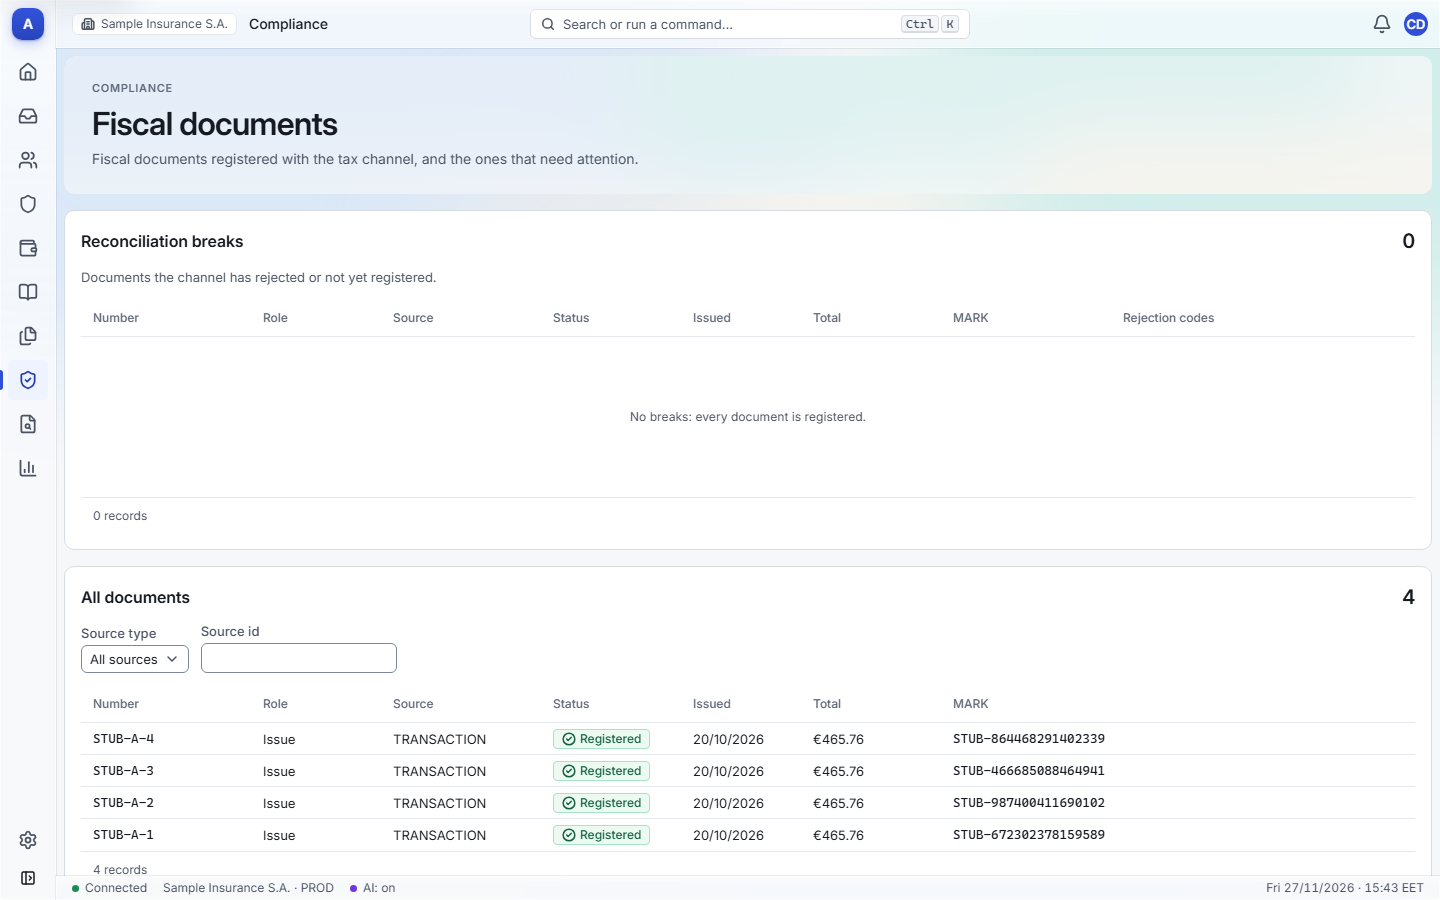 A
Sample Insurance S.A.
Compliance
Search or run a command...
Ctrl K
CD
COMPLIANCE
Fiscal documents
Fiscal documents registered with the tax channel, and the ones that need attention.
Reconciliation breaks
0
Documents the channel has rejected or not yet registered.
Number Role Source Status Issued Total MARK Rejection codes
No breaks: every document is registered.
0 records
All documents
4
Source type
Source id
All sources
Number Role Source Status Issued Total MARK
STUB-A-4 Issue TRANSACTION Registered 20/10/2026 €465.76 STUB-864468291402339
STUB-A-3 Issue TRANSACTION Registered 20/10/2026 €465.76 STUB-466685088464941
STUB-A-2 Issue TRANSACTION Registered 20/10/2026 €465.76 STUB-987400411690102
STUB-A-1 Issue TRANSACTION Registered 20/10/2026 €465.76 STUB-672302378159589
4 records
Connected Sample Insurance S.A. · PROD AI: on Fri 27/11/2026 · 15:43 EET